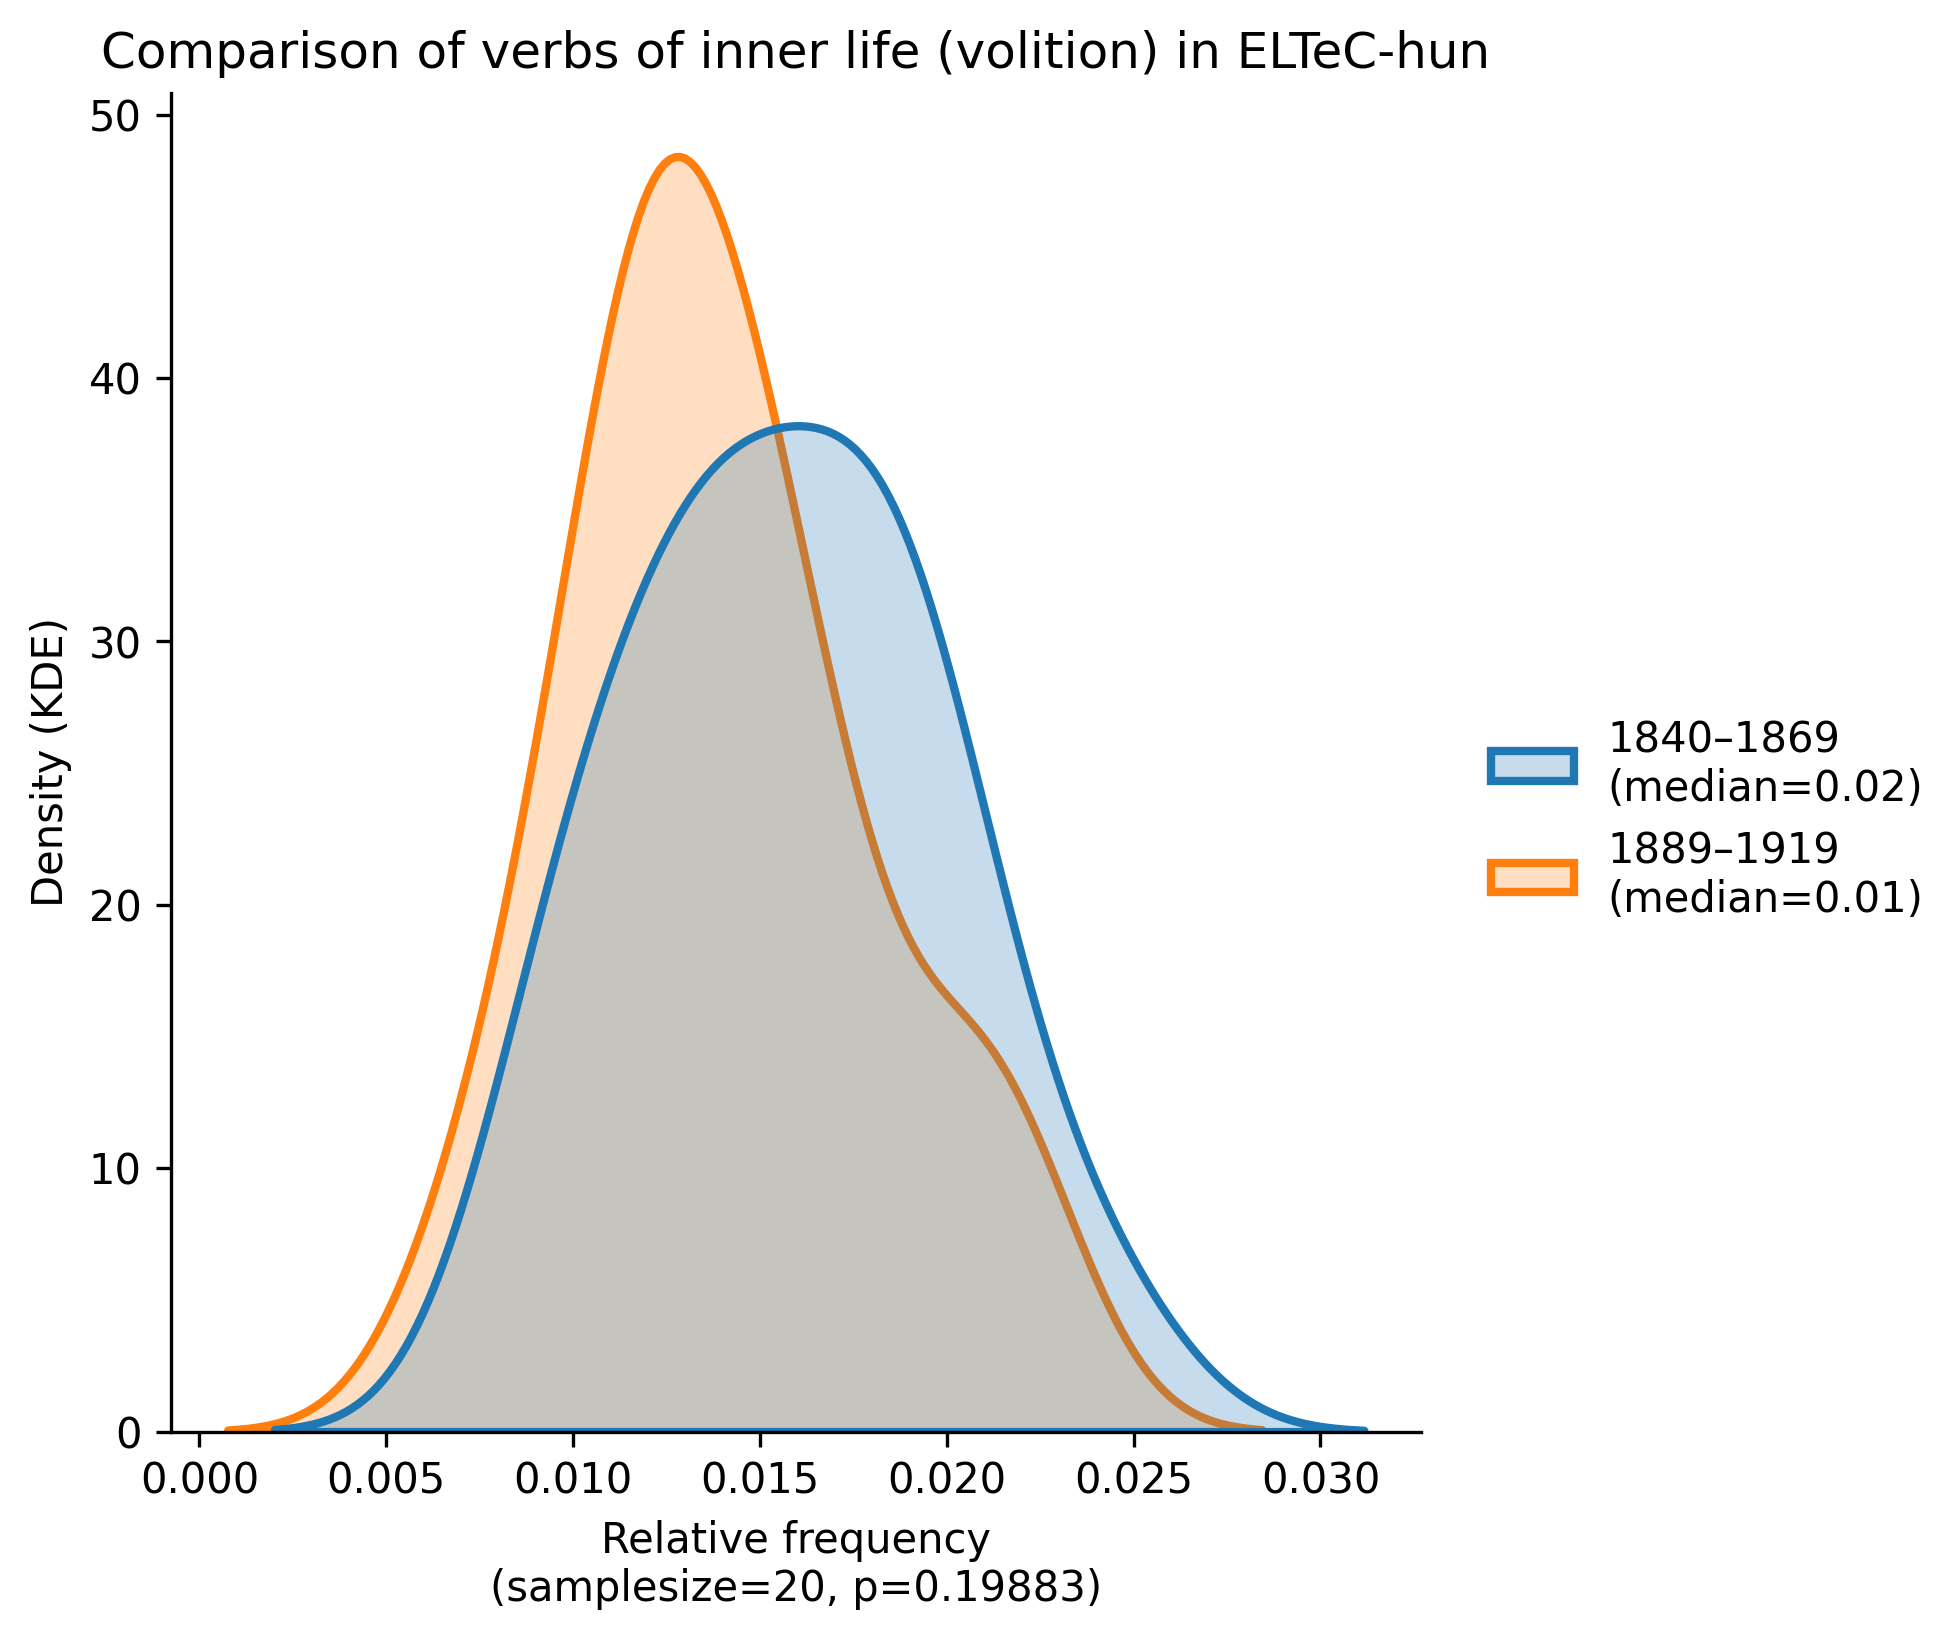 Comparison of verbs of inner life (volition) in ELTeC-hun
50
40
30
20
10
0
Density (KDE)
0.000 0.005 0.010 0.015 0.020 0.025 0.030
Relative frequency
(samplesize=20, p=0.19883)
1840–1869
(median=0.02)
1889–1919
(median=0.01)